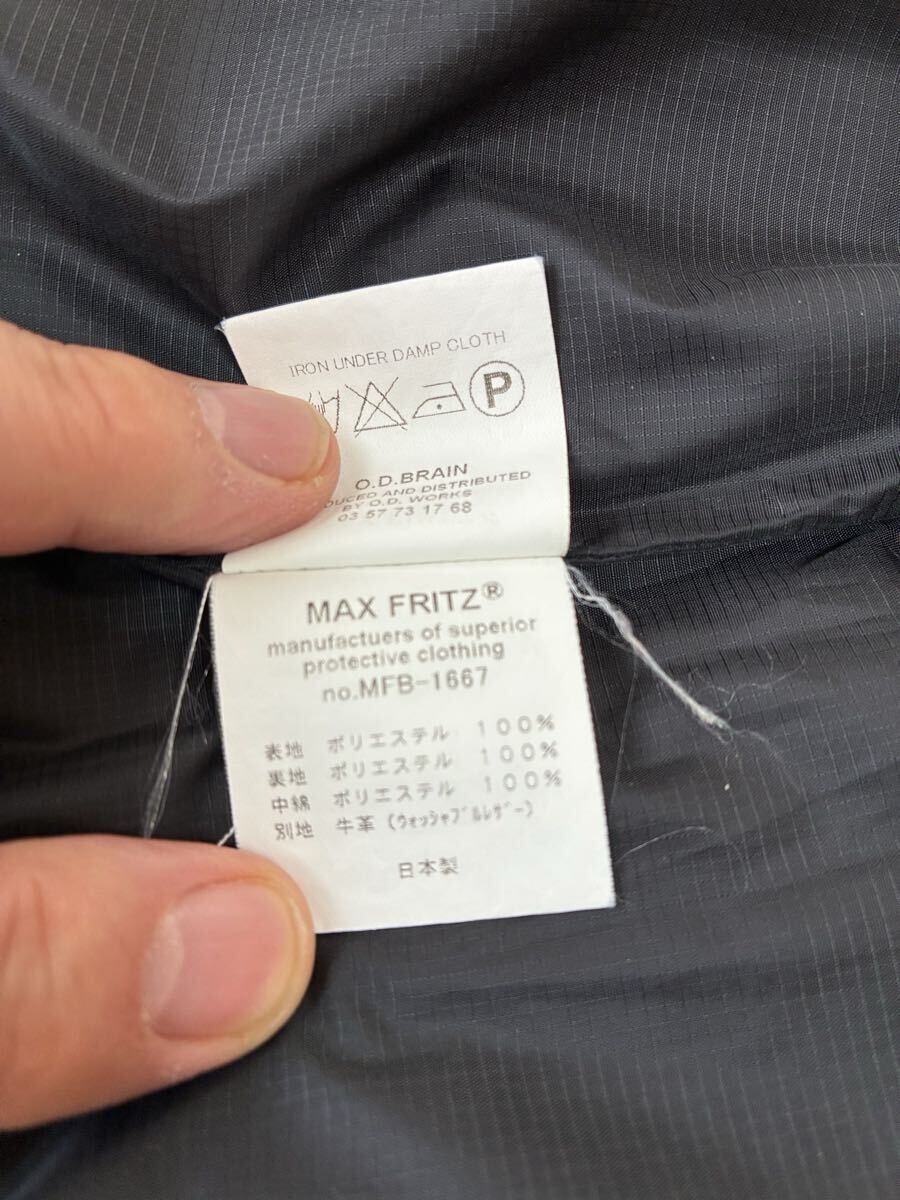 IRON UNDER DAMP CLOTH
P
O.D.BRAIN
AND DISTRIBUTED
BY O.D. WORKS
03 57 73 17 68
MAX FRITZ®
manufactuers of superior
protective clothing
no.MFB-1667
表地 ポリエステル 100%
裏地 ポリエステル 100%
中綿 ポリエステル 100%
別地 牛革 (ウォッシャブルレザー)
日本製